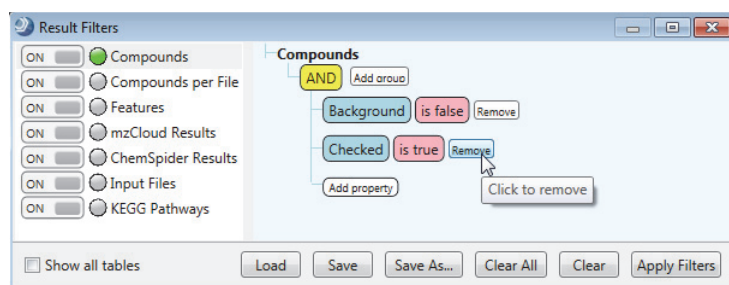 Result Filters
ON Compounds
ON Compounds per File
ON Features
ON mzCloud Results
ON ChemSpider Results
ON Input Files
ON KEGG Pathways
Compounds
AND Add group
Background is false Remove
Checked is true Remove
Add property Click to remove
Show all tables Load Save Save As... Clear All Clear Apply Filters